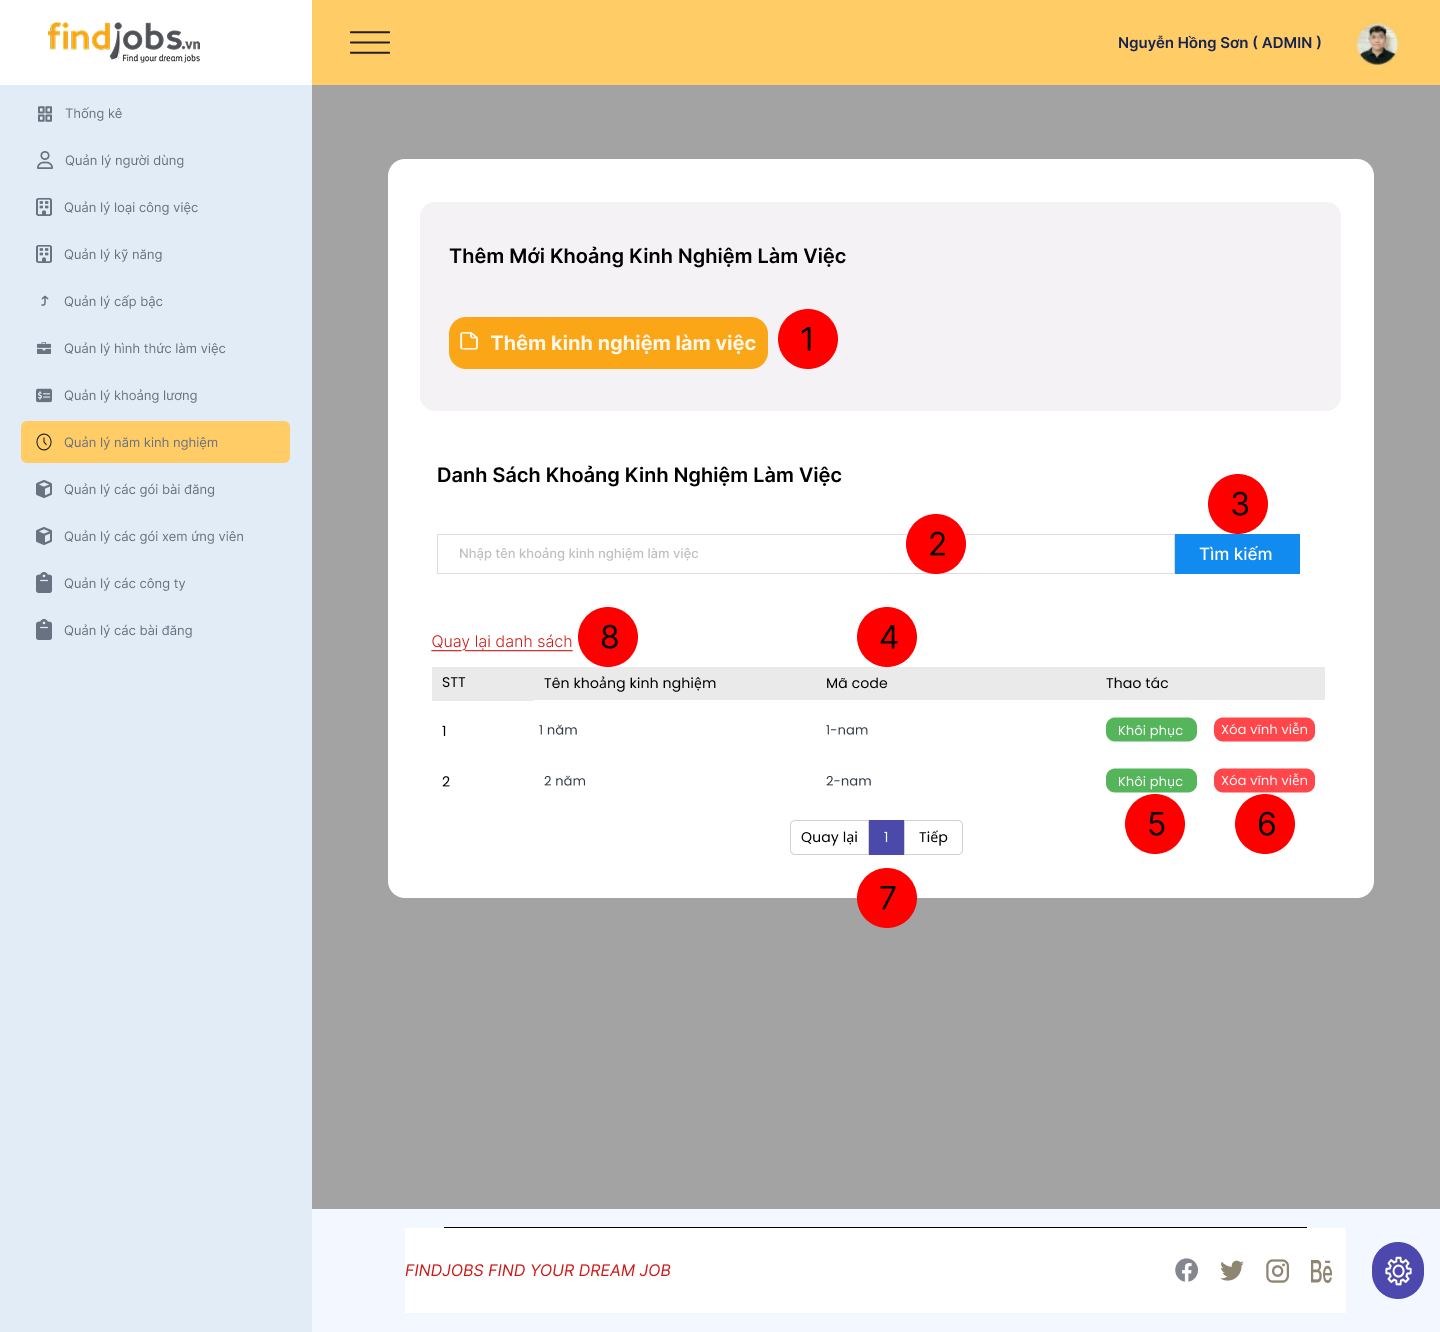 findjobs.vn
Find your dream jobs
Nguyễn Hồng Sơn ( ADMIN )
Thống kê
Quản lý người dùng
Quản lý loại công việc
Quản lý kỹ năng
Quản lý cấp bậc
Quản lý hình thức làm việc
Quản lý khoảng lương
Quản lý năm kinh nghiệm
Quản lý các gói bài đăng
Quản lý các gói xem ứng viên
Quản lý các công ty
Quản lý các bài đăng
Thêm Mới Khoảng Kinh Nghiệm Làm Việc
Thêm kinh nghiệm làm việc 1
Danh Sách Khoảng Kinh Nghiệm Làm Việc
3
Nhập tên khoảng kinh nghiệm làm việc 2 Tìm kiếm
Quay lại danh sách 8 4
STT Tên khoảng kinh nghiệm Mã code Thao tác
1 1 năm 1-nam Khôi phục Xóa vĩnh viễn
2 2 năm 2-nam Khôi phục Xóa vĩnh viễn
Quay lại 1 Tiếp 5 6
7
FINDJOBS FIND YOUR DREAM JOB